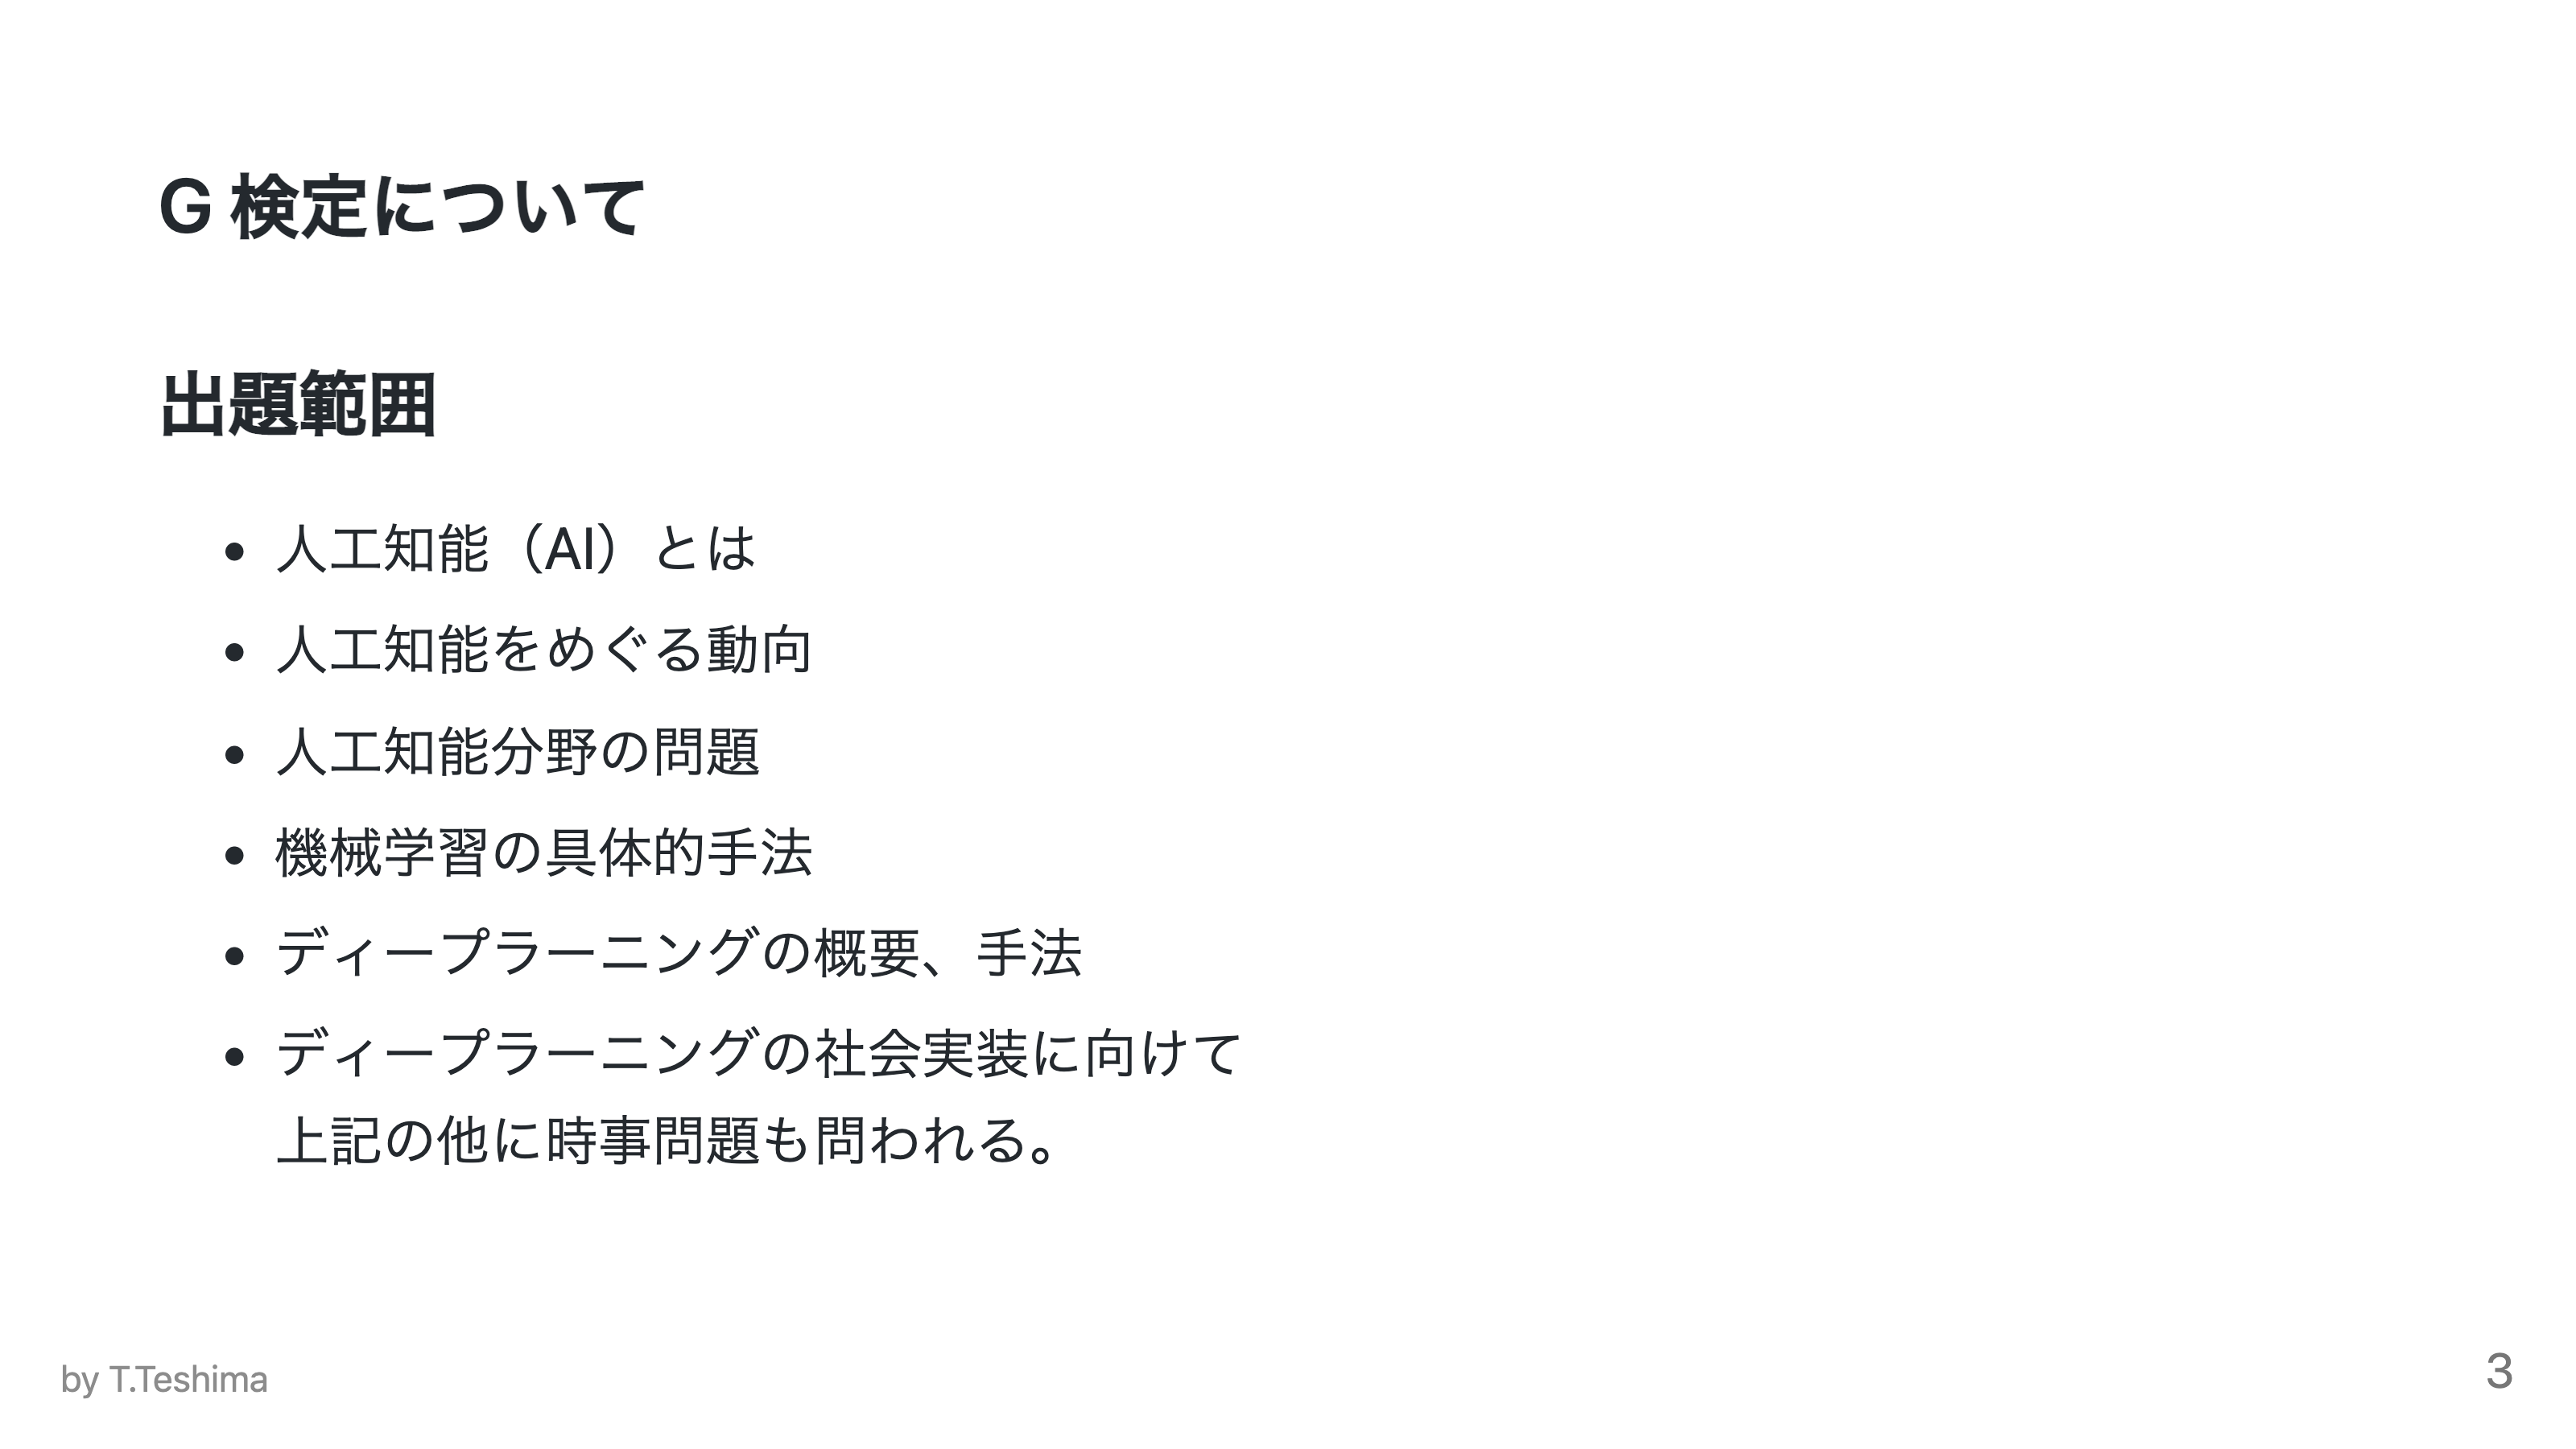 G 検定について
出題範囲
• 人工知能（AI）とは
• 人工知能をめぐる動向
• 人工知能分野の問題
• 機械学習の具体的手法
• ディープラーニングの概要、手法
• ディープラーニングの社会実装に向けて
上記の他に時事問題も問われる。
by T.Teshima
3